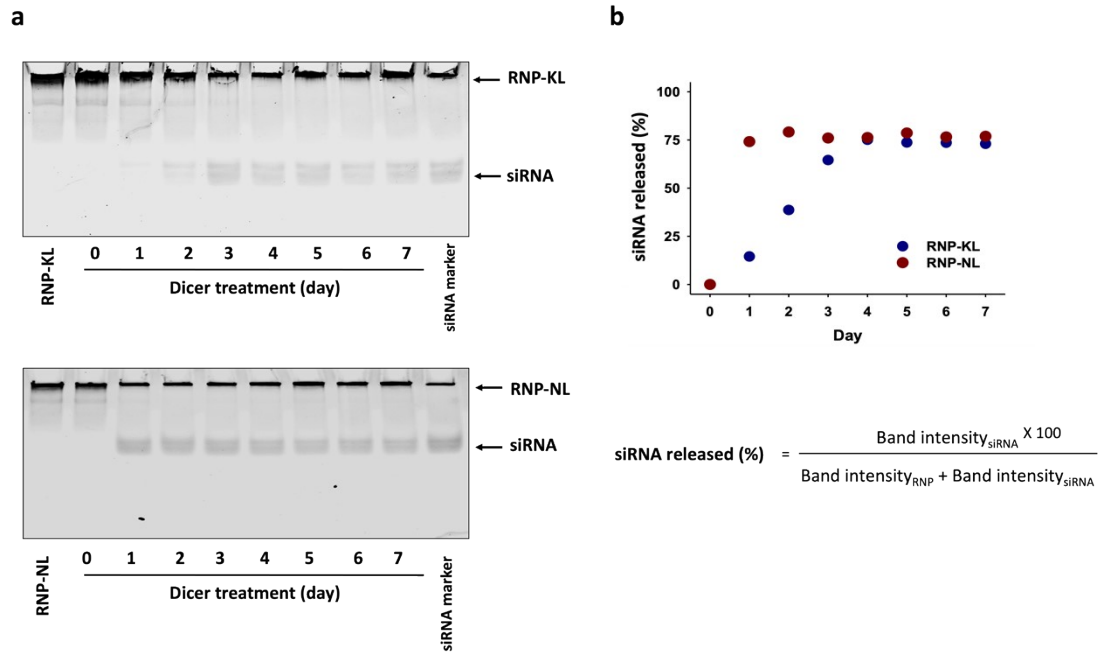 a
RNP-KL
siRNA
RNP-KL
0 1 2 3 4 5 6 7
siRNA marker
Dicer treatment (day)
RNP-NL
siRNA
RNP-NL
0 1 2 3 4 5 6 7
siRNA marker
Dicer treatment (day)
b
siRNA released (%)
100
75
50
25
0
RNP-KL
RNP-NL
0 1 2 3 4 5 6 7
Day
siRNA released (%) = Band intensitysiRNA X 100
Band intensityRNP + Band intensitysiRNA